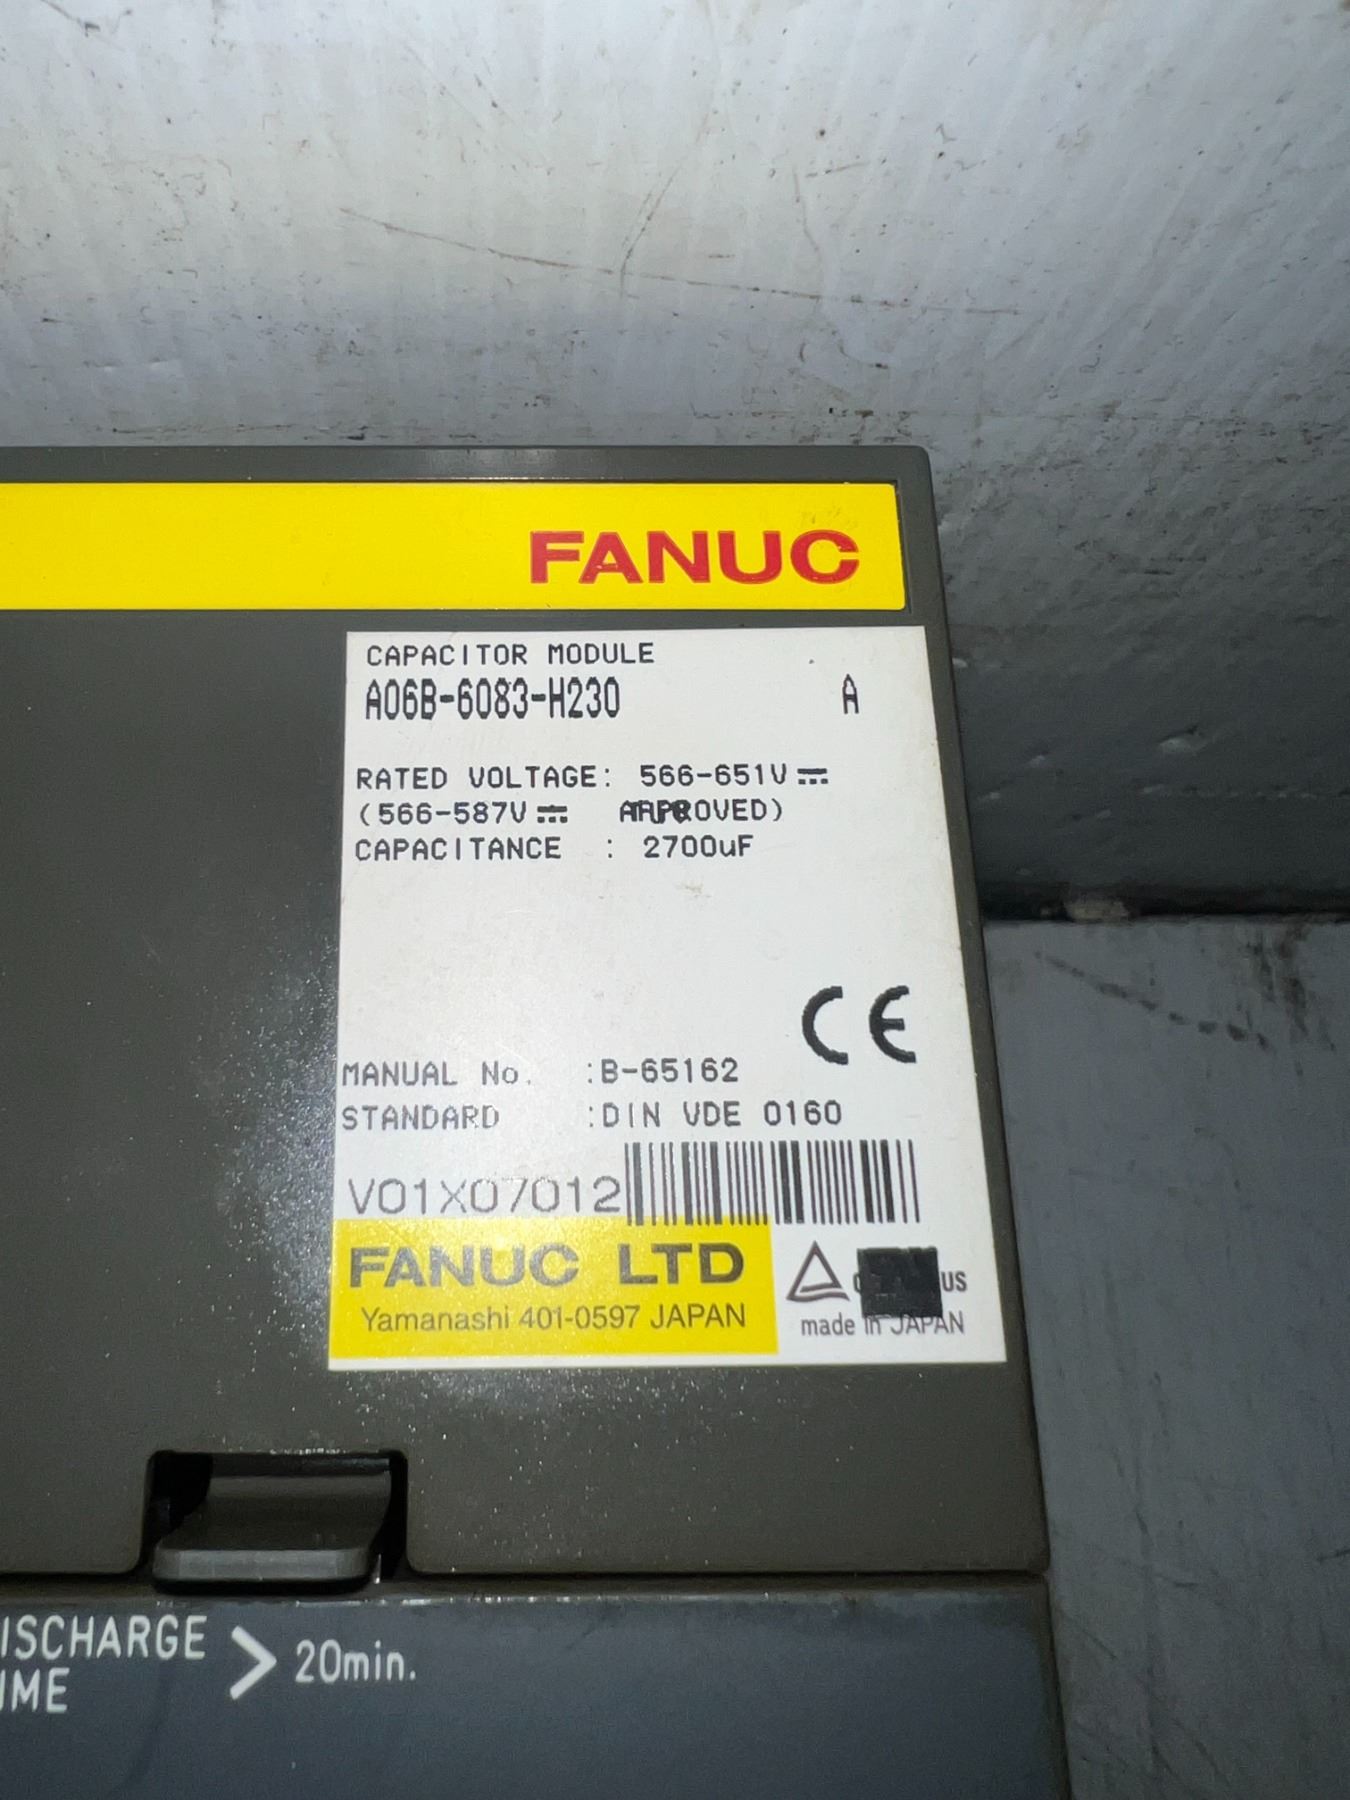 FANUC
CAPACITOR MODULE
A06B-6083-H230 A
RATED VOLTAGE: 566-651V
(566-587V APPROVED)
CAPACITANCE : 2700uF
CE
MANUAL No. :B-65162
STANDARD :DIN VDE 0160
V01X07012
FANUC LTD
Yamanashi 401-0597 JAPAN
US
made in JAPAN
ISCHARGE
IME
> 20min.